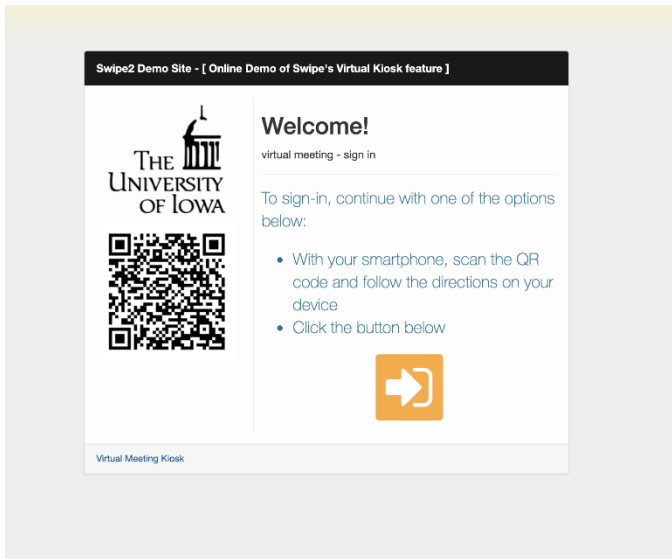 Swipe2 Demo Site - [ Online Demo of Swipe's Virtual Kiosk feature ]
THE
UNIVERSITY
OF IOWA
Welcome!
virtual meeting - sign in
To sign-in, continue with one of the options
below:
• With your smartphone, scan the QR
code and follow the directions on your
device
• Click the button below
Virtual Meeting Kiosk